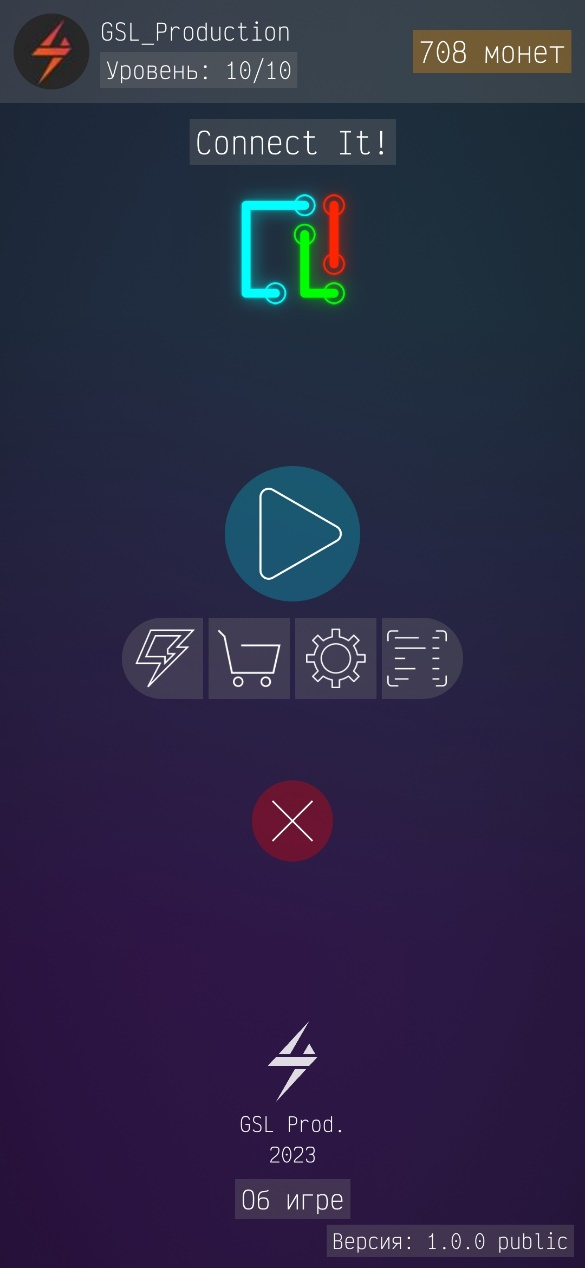 GSL_Production
Уровень: 10/10
708 монет
Connect It!
GSL Prod.
2023
Об игре
Версия: 1.0.0 public